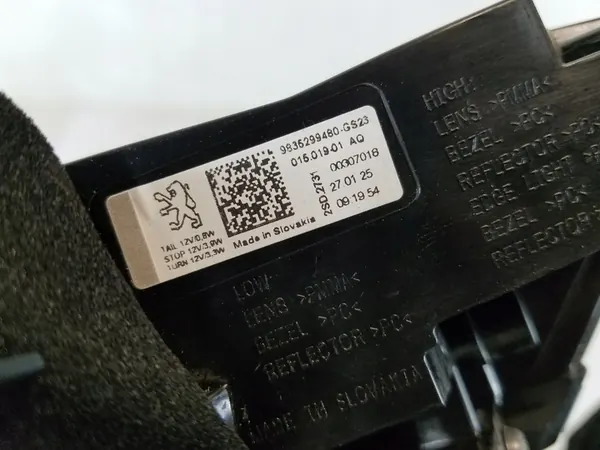 9835299480-GS23
015.019-01 AQ
00307018
2SD 2731
27 01 25
09 19 54
TAIL 12V/0,8W
STOP 12V/3,9W
TURN 12V/3,3W
Made in Slovakia
HIGH:
LENS >PMMA<
BEZEL >PC<
REFLECTOR >PC<
EDGE LIGHT
BEZEL >PC<
REFLECTOR
LOW
LENS >PMMA<
BEZEL >PC<
REFLECTOR >PC<
MADE IN SLOVAKIA